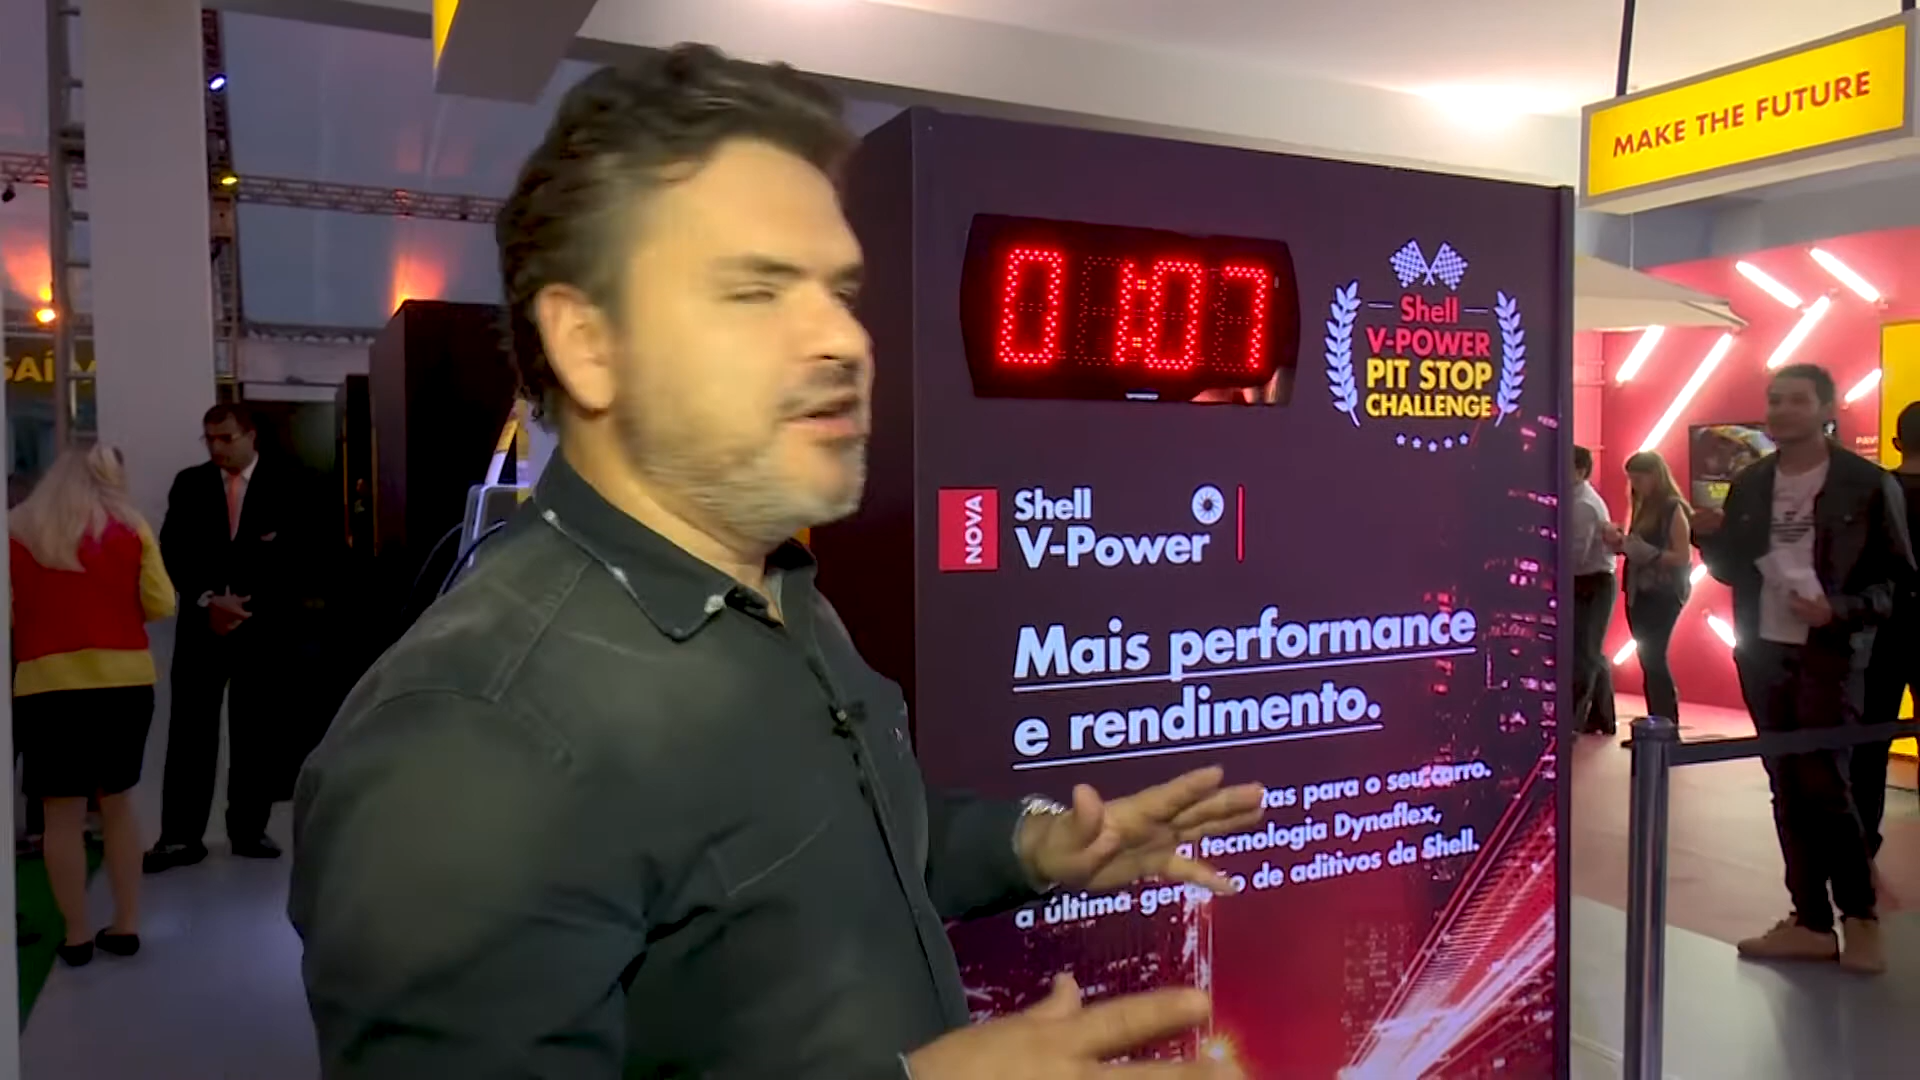 MAKE THE FUTURE
01:07
Shell
V-POWER
PIT STOP
CHALLENGE
NOVA
Shell
V-Power
Mais performance
e rendimento.
para o seu carro.
a tecnologia Dynaflex,
a última geração de aditivos da Shell.